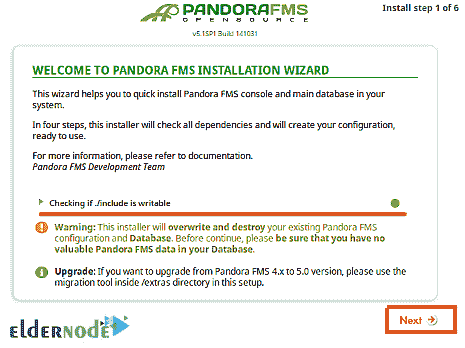 PANDORAFMS
OPENSOURCE
Install step 1 of 6
v5.1SP1 Build 141031
WELCOME TO PANDORA FMS INSTALLATION WIZARD
This wizard helps you to quick install Pandora FMS console and main database in your
system.
In four steps, this installer will check all dependencies and will create your configuration,
ready to use.
For more information, please refer to documentation.
Pandora FMS Development Team
Checking if ./include is writable
Warning: This installer will overwrite and destroy your existing Pandora FMS
configuration and Database. Before continue, please be sure that you have no
valuable Pandora FMS data in your Database.
Upgrade: If you want to upgrade from Pandora FMS 4.x to 5.0 version, please use the
migration tool inside /extras directory in this setup.
Next
eLDeRNODe